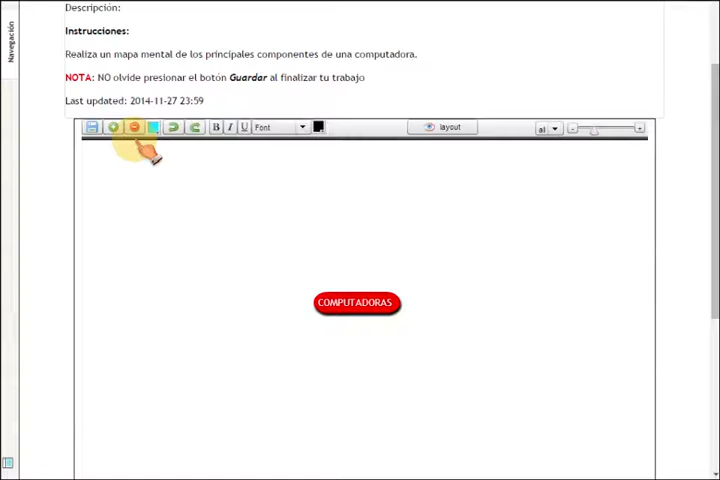 Navegación
Descripción:
Instrucciones:
Realiza un mapa mental de los principales componentes de una computadora.
NOTA: NO olvide presionar el botón Guardar al finalizar tu trabajo
Last updated: 2014-11-27 23:59
B I U Font layout all
COMPUTADORAS